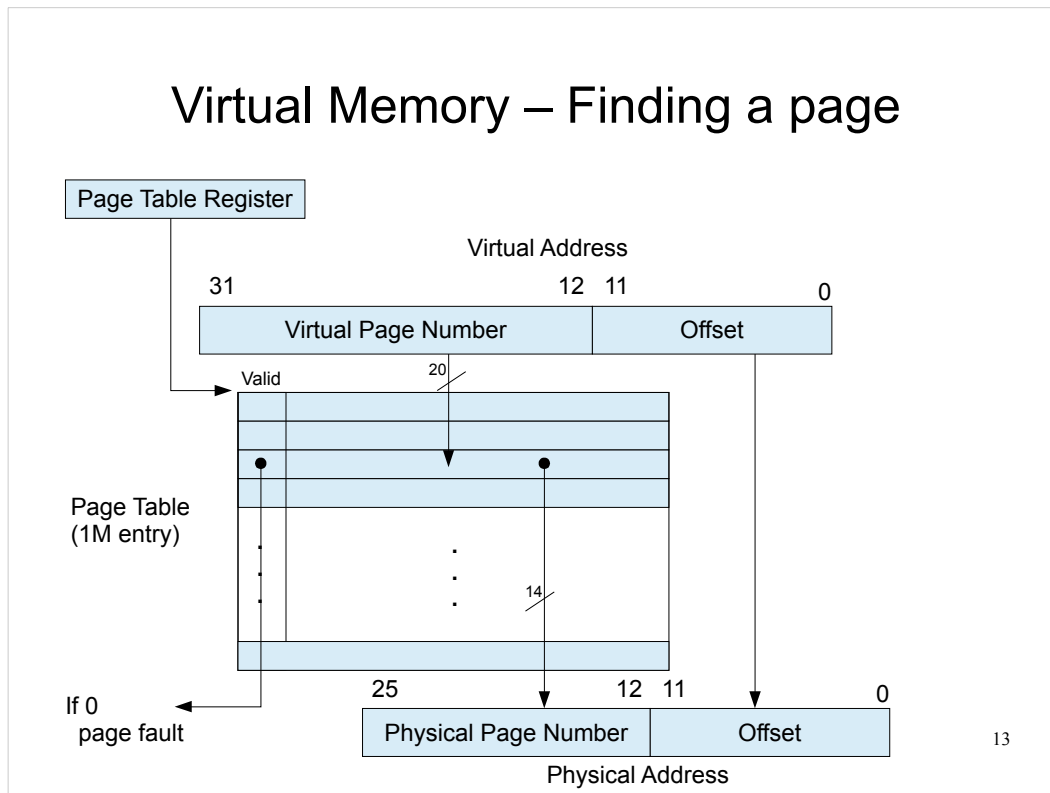 Virtual Memory – Finding a page
Page Table Register
Virtual Address
31 12 11 0
Virtual Page Number Offset
20
Valid
Page Table
(1M entry)
14
25 12 11 0
If 0
page fault
Physical Page Number Offset
Physical Address
13